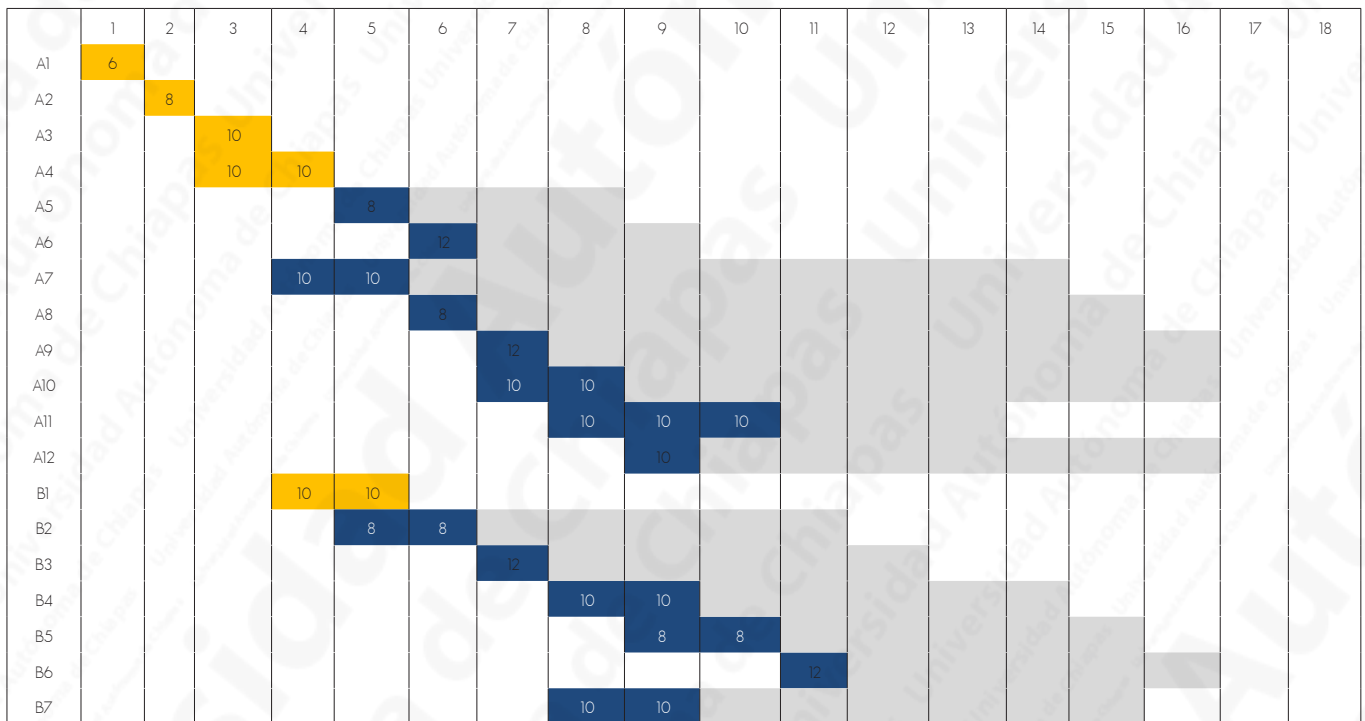 1 2 3 4 5 6 7 8 9 10 11 12 13 14 15 16 17 18
A1 6
A2 8
A3 10
A4 10 10
A5 8
A6 12
A7 10 10
A8 8
A9 12
A10 10 10
A11 10 10 10
A12 10
B1 10 10
B2 8 8
B3 12
B4 10 10
B5 8 8
B6 12
B7 10 10
Universidad Autónoma de Chiapas